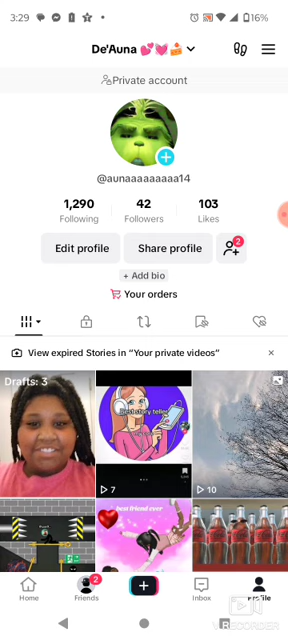 3:29
16%
De'Auna
Private account
@aunaaaaaaaaa14
1,290
42
103
Following
Followers
Likes
Edit profile
Share profile
2
+ Add bio
Your orders
View expired Stories in “Your private videos”
Drafts: 3
Best story teller
7
10
best friend ever
Home
2
Friends
Inbox
Profile
RECORDER